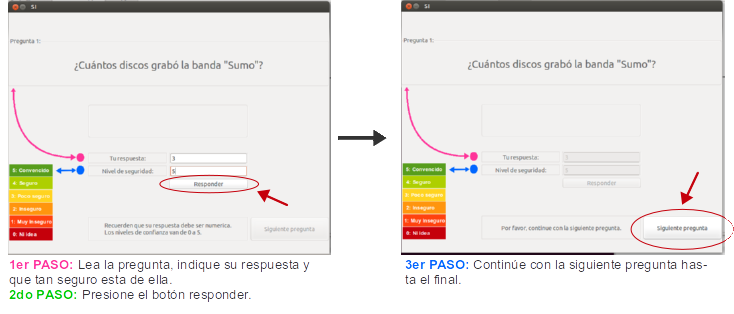 SJ
Pregunta 1:
¿Cuántos discos grabó la banda "Sumo"?
Tu respuesta: 3
Nivel de seguridad: 5
Responder
5: Convencido
4: Seguro
3: Poco seguro
2: Inseguro
1: Muy inseguro
0: Ni idea
Recuerden que su respuesta debe ser numerica.
Los niveles de confianza van de 0 a 5.
Siguiente pregunta
1er PASO: Lea la pregunta, indique su respuesta y
que tan seguro esta de ella.
2do PASO: Presione el botón responder.
SJ
Pregunta 1:
¿Cuántos discos grabó la banda "Sumo"?
Tu respuesta: 3
Nivel de seguridad: 5
Responder
5: Convencido
4: Seguro
3: Poco seguro
2: Inseguro
1: Muy inseguro
0: Ni idea
Por favor, continue con la siguiente pregunta.
Siguiente pregunta
3er PASO: Continúe con la siguiente pregunta has-
ta el final.